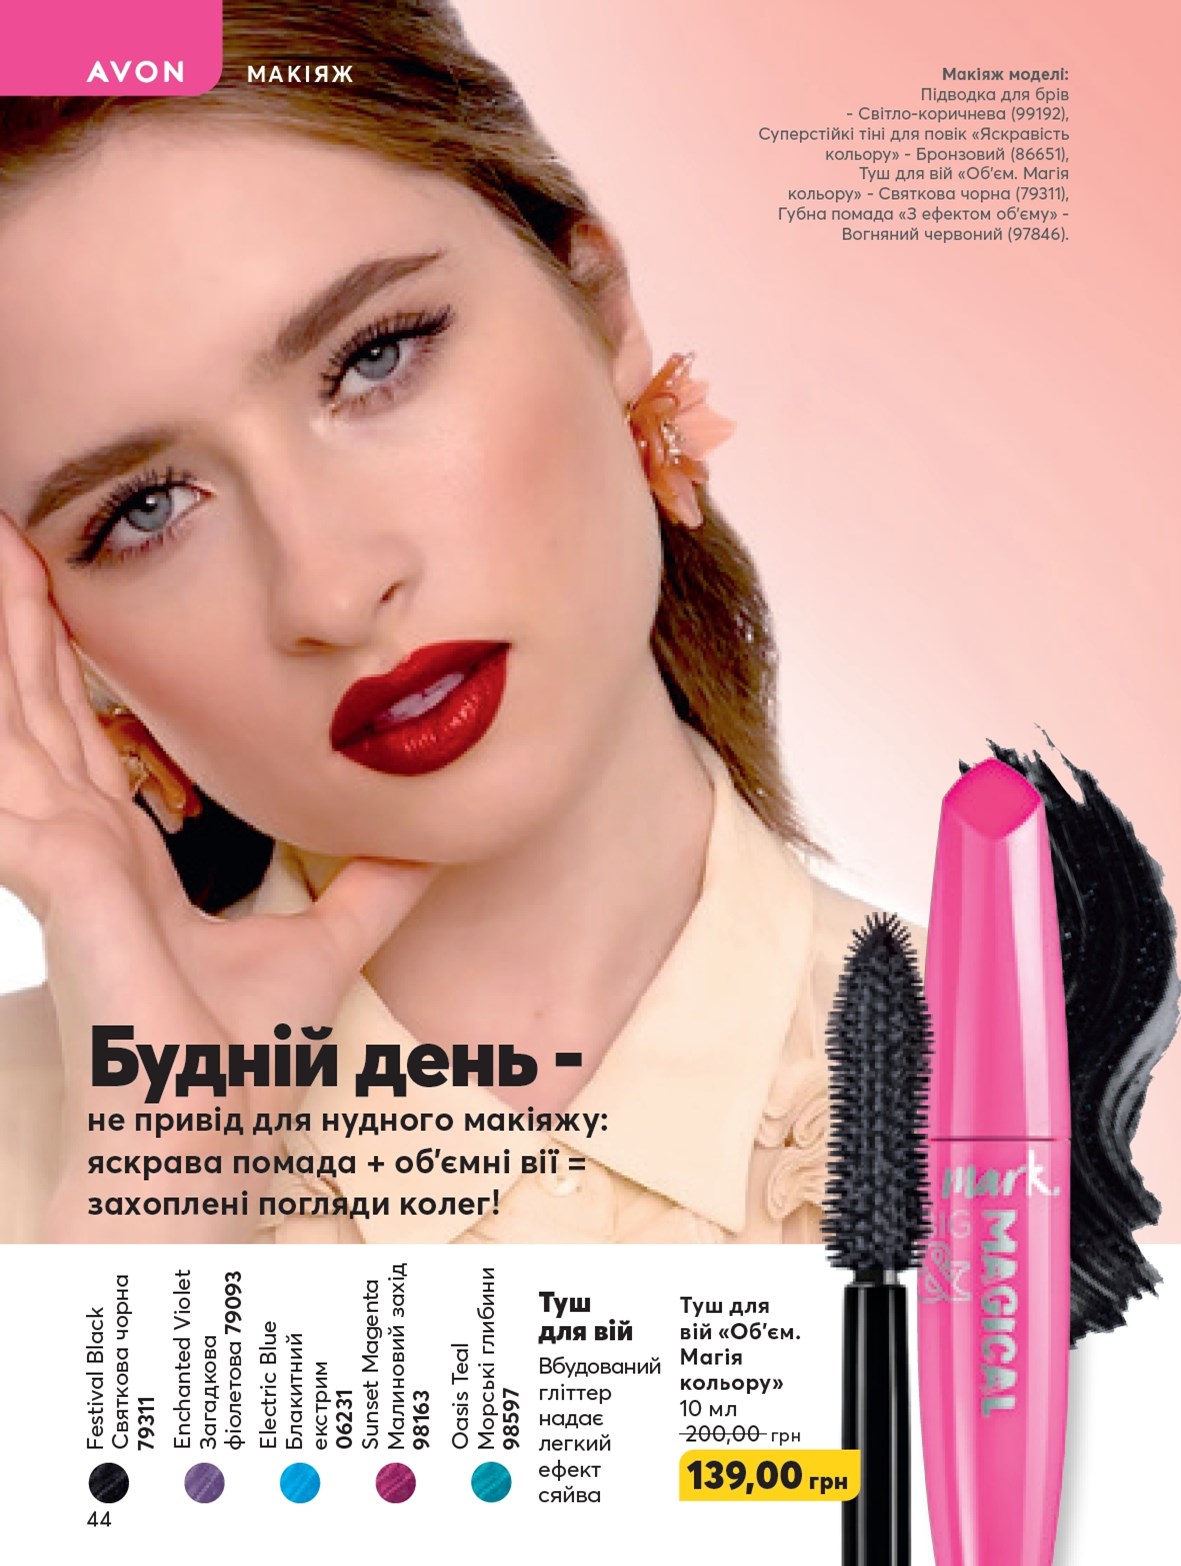 AVON
МАКІЯЖ
Макіяж моделі:
Підводка для брів
- Світло-коричнева (99192),
Суперстійкі тіні для повік «Яскравість
кольору» - Бронзовий (86651),
Туш для вій «Об'єм. Магія
кольору» - Святкова чорна (79311),
Губна помада «З ефектом об'єму» -
Вогняний червоний (97846).
Будній день -
не привід для нудного макіяжу:
яскрава помада + об'ємні вії =
захоплені погляди колег!
mark.
IG
&
MAGICAL
Festival Black
Святкова чорна
79311
Enchanted Violet
Загадкова
фіолетова 79093
Electric Blue
Блакитний
екстрим
06231
Sunset Magenta
Малиновий захід
98163
Oasis Teal
Морські глибини
98597
Туш
для вій
Вбудований
гліттер
надає
легкий
ефект
сяйва
Туш для
вій «Об'єм.
Магія
кольору»
10 мл
200,00 грн
139,00 грн
44